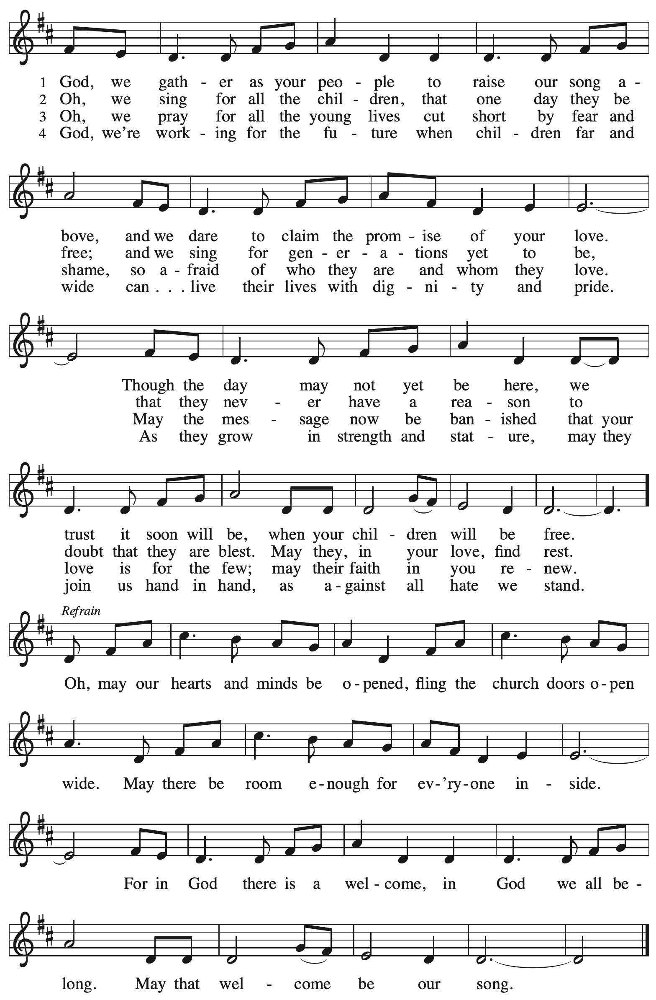 1 God, we gath - er as your peo - ple to raise our song a -
2 Oh, we sing for all the chil - dren, that one day they be
3 Oh, we pray for all the young lives cut short by fear and
4 God, we're work - ing for the fu - ture when chil - dren far and
bove, and we dare to claim the prom - ise of your love.
free; and we sing for gen - er - a - tions yet to be,
shame, so a - fraid of who they are and whom they love.
wide can . . . live their lives with dig - ni - ty and pride.
Though the day may not yet be here, we
that they nev - er have a rea - son to
May the mes - sage now be ban - ished that your
As they grow in strength and stat - ure, may they
trust it soon will be, when your chil - dren will be free.
doubt that they are blest. May they, in your love, find rest.
love is for the few; may their faith in you re - new.
join us hand in hand, as a - gainst all hate we stand.
Refrain
Oh, may our hearts and minds be o - pened, fling the church doors o - pen
wide. May there be room e - nough for ev - 'ry - one in - side.
For in God there is a wel - come, in God we all be -
long. May that wel - come be our song.